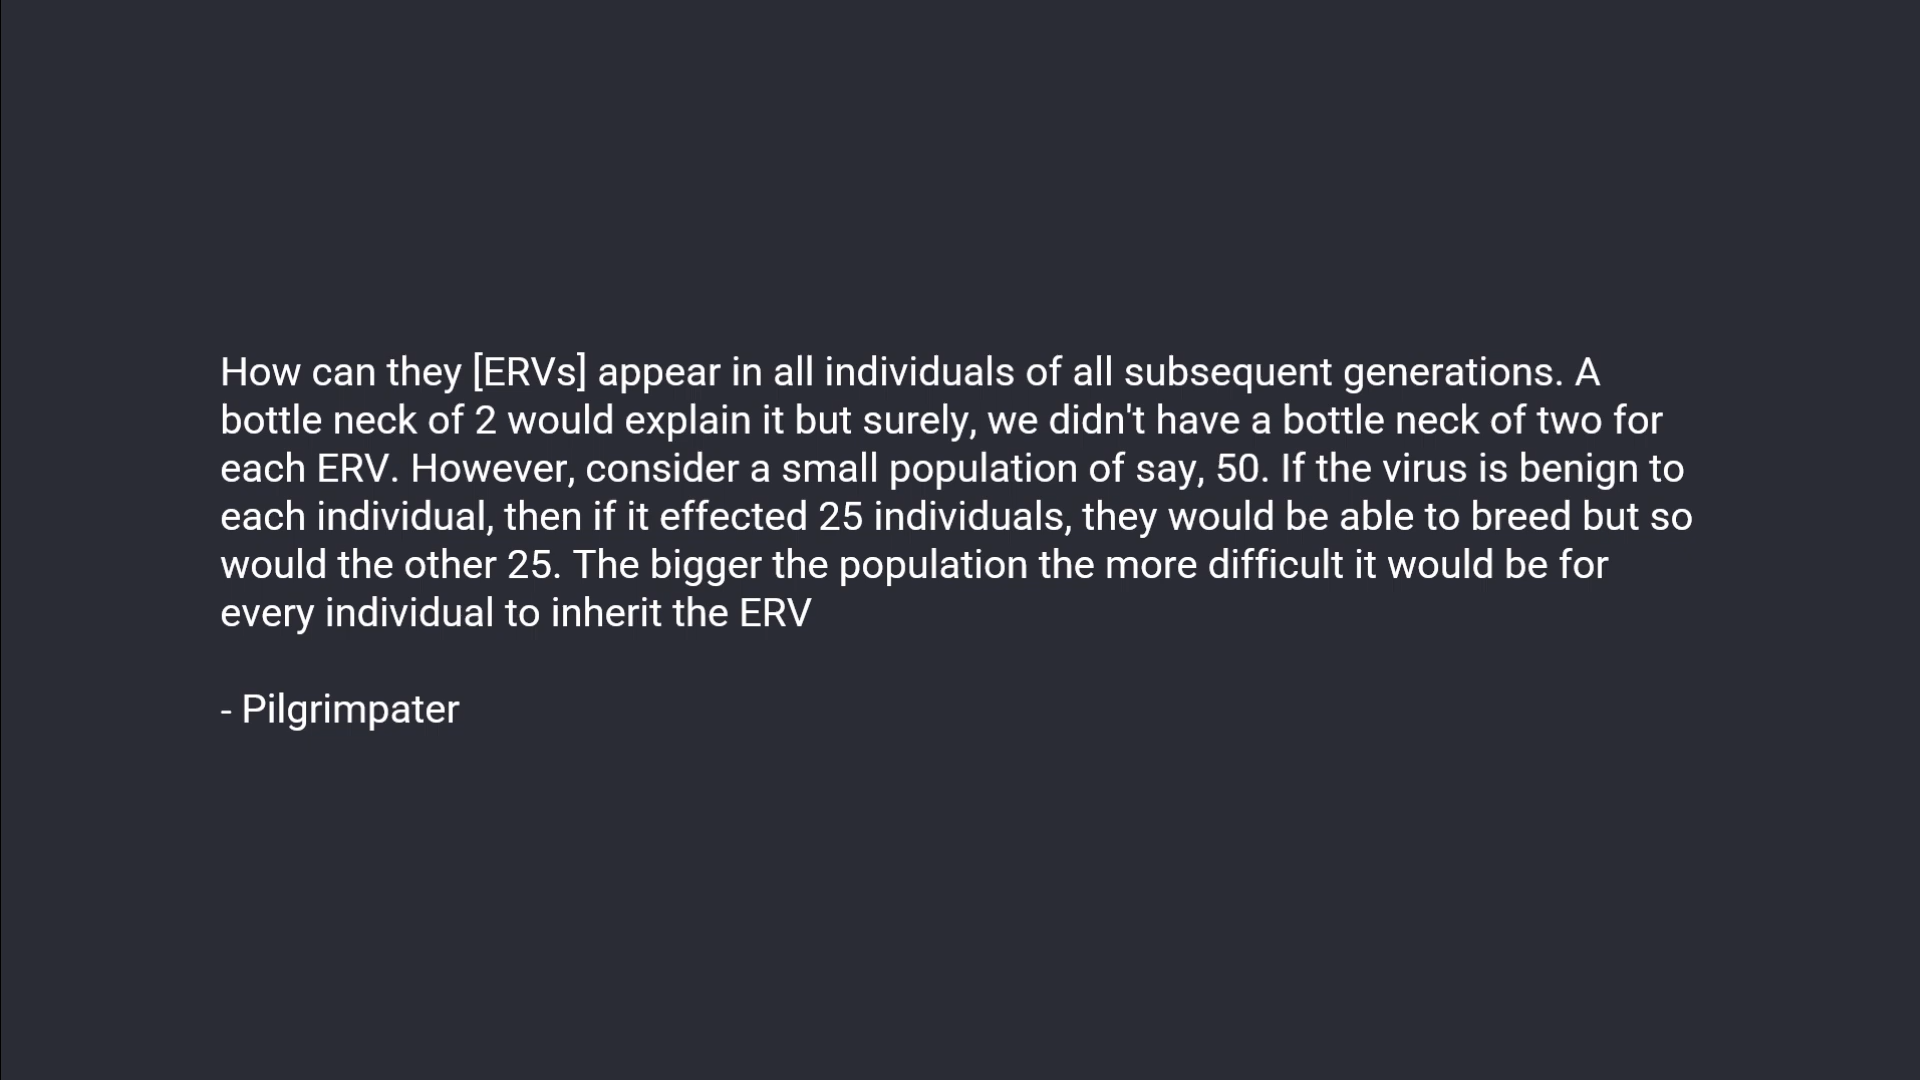 How can they [ERVs] appear in all individuals of all subsequent generations. A
bottle neck of 2 would explain it but surely, we didn't have a bottle neck of two for
each ERV. However, consider a small population of say, 50. If the virus is benign to
each individual, then if it effected 25 individuals, they would be able to breed but so
would the other 25. The bigger the population the more difficult it would be for
every individual to inherit the ERV
- Pilgrimpater